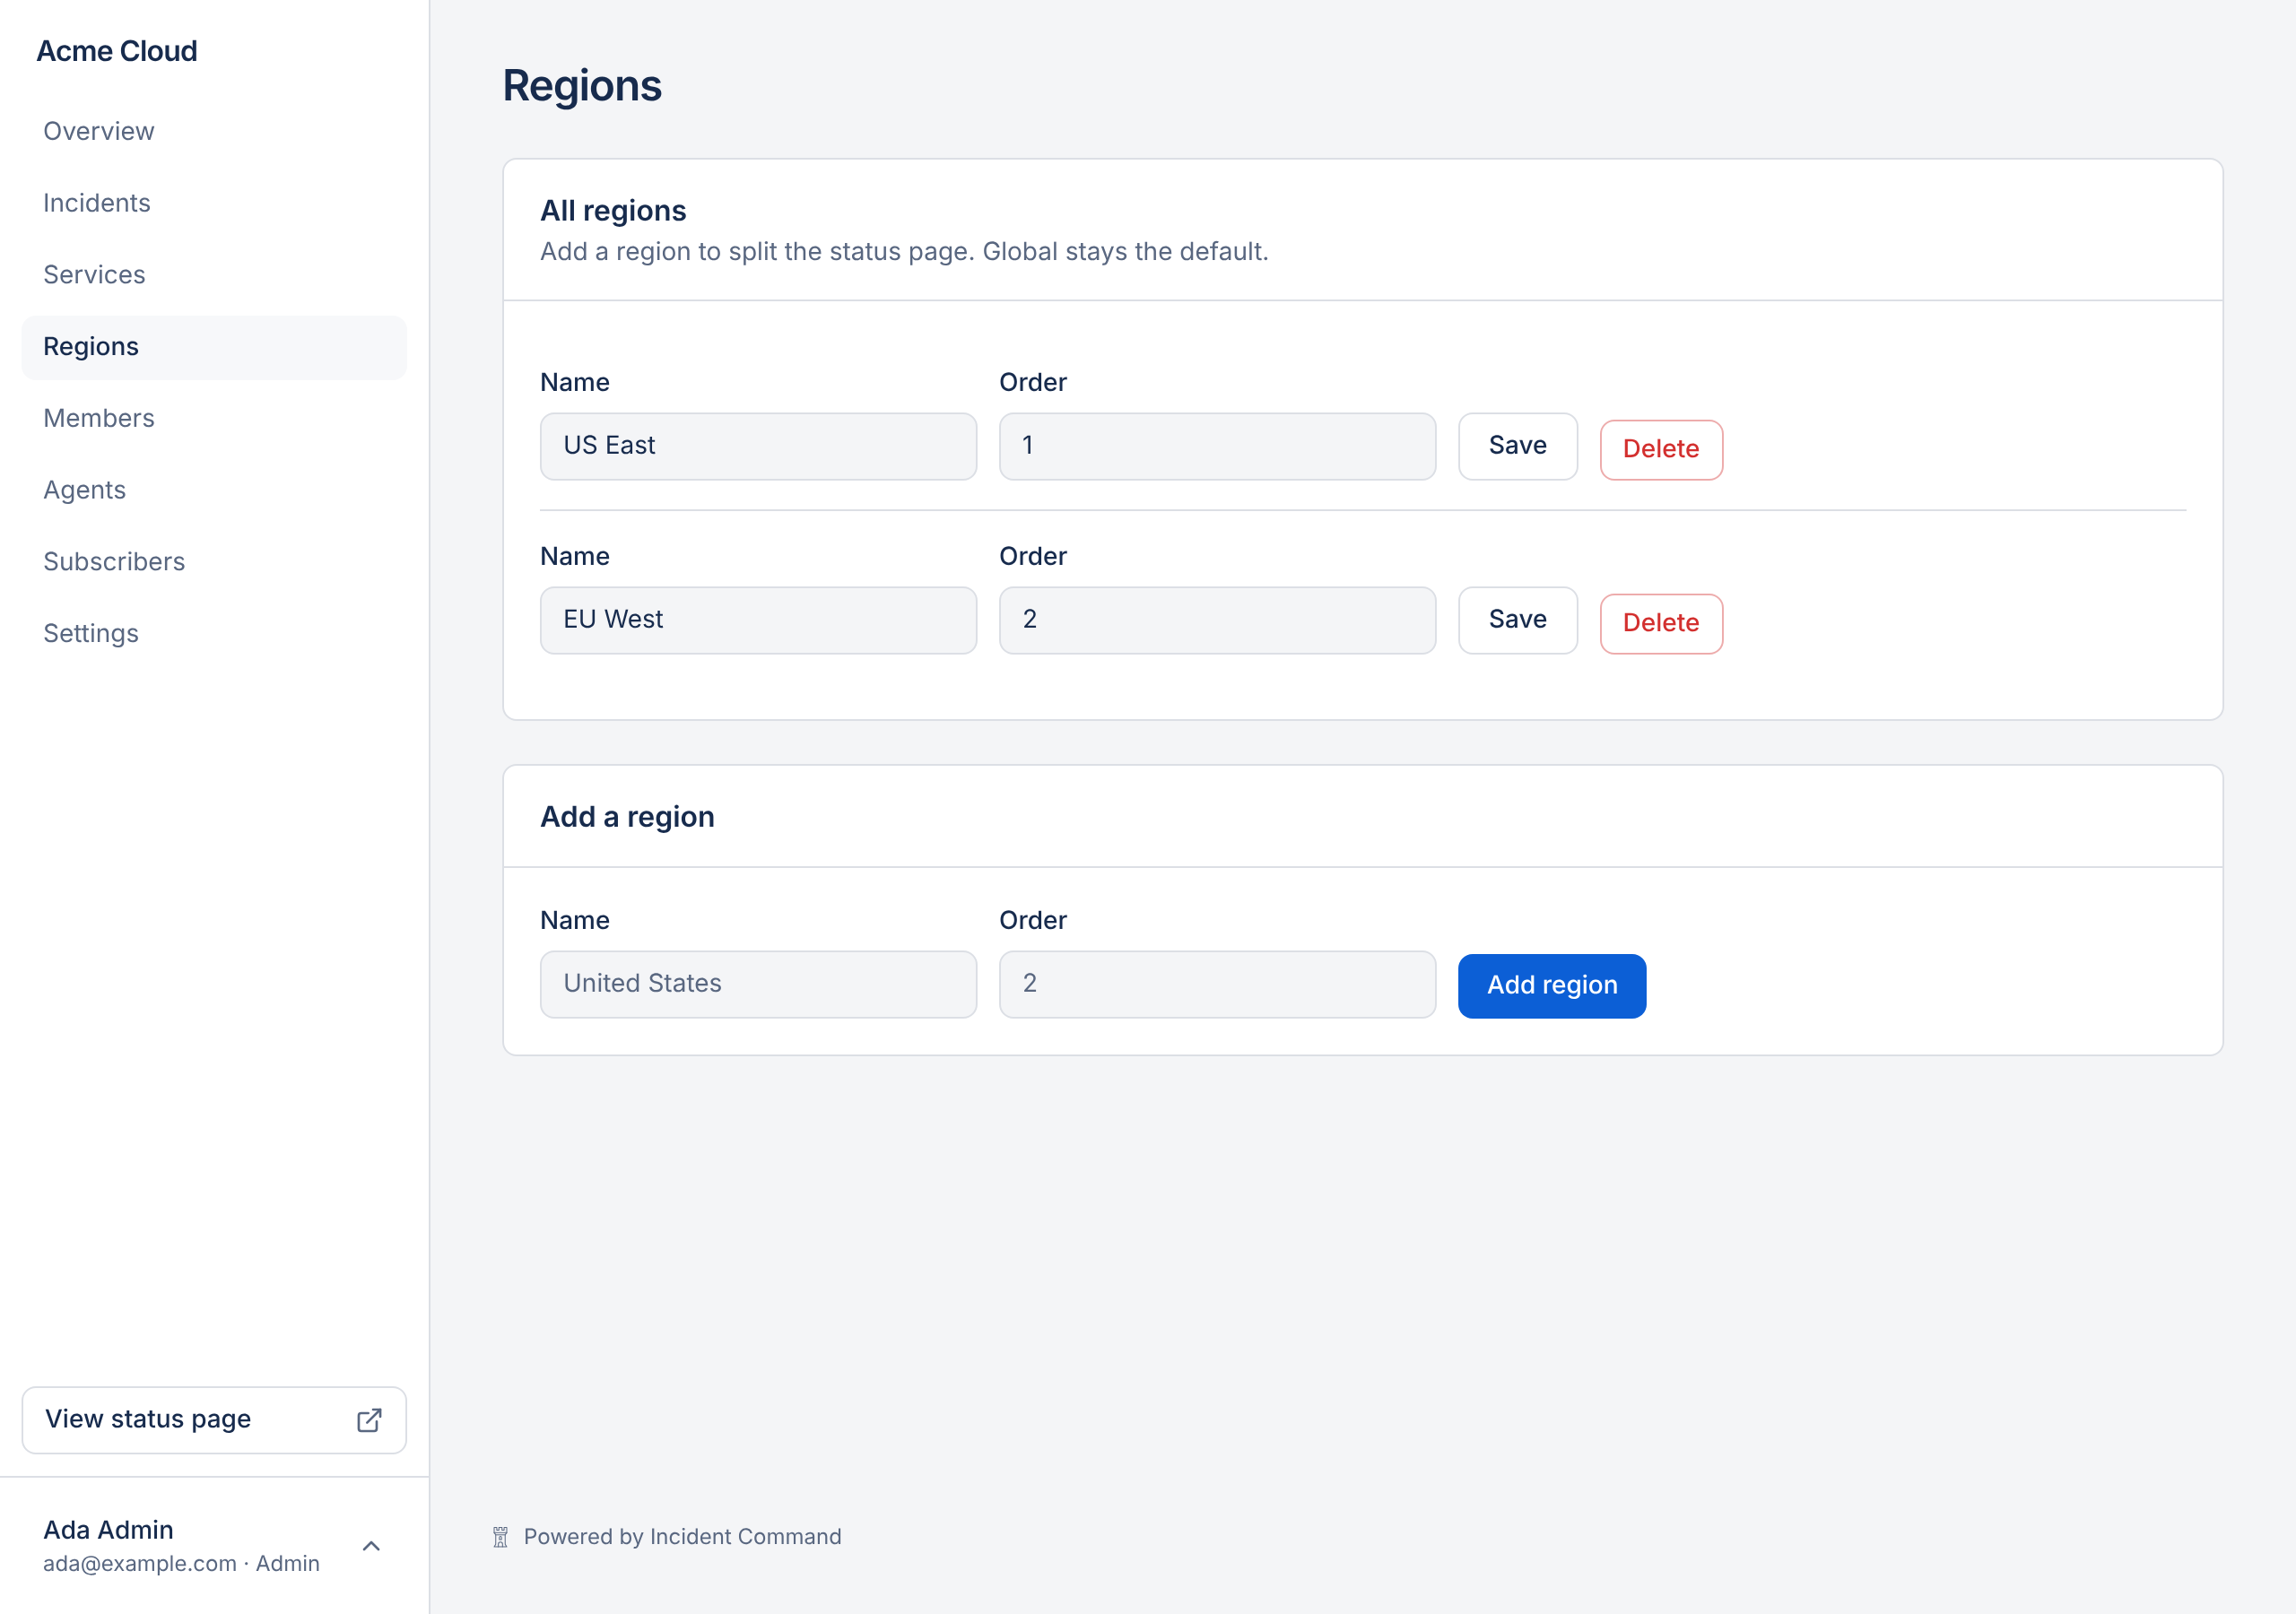 Acme Cloud
Overview
Incidents
Services
Regions
Members
Agents
Subscribers
Settings
View status page
Ada Admin
ada@example.com · Admin
Regions
All regions
Add a region to split the status page. Global stays the default.
Name Order
US East 1 Save Delete
Name Order
EU West 2 Save Delete
Add a region
Name Order
United States 2 Add region
Powered by Incident Command